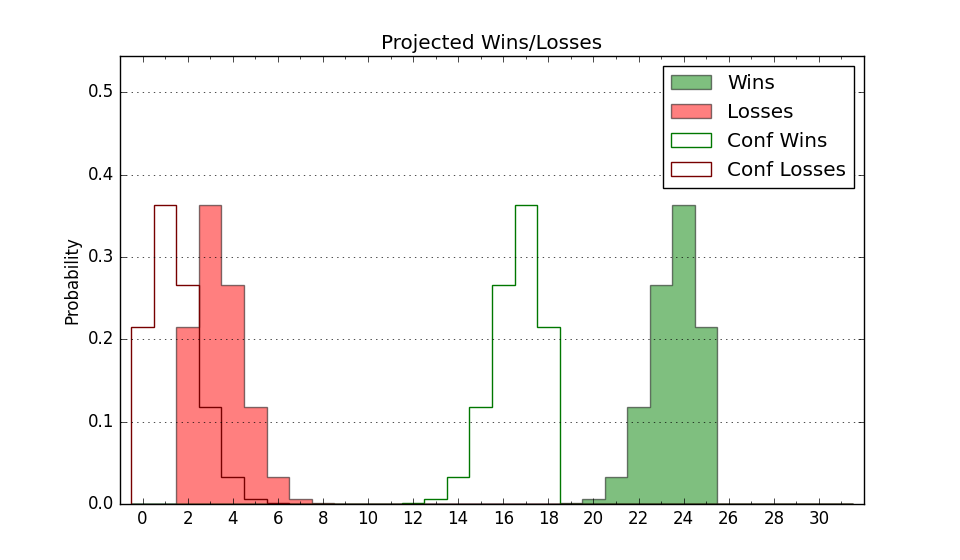 Projected Wins/Losses
Wins
Losses
Conf Wins
Conf Losses
Probability
0.5
0.4
0.3
0.2
0.1
0.0
0 2 4 6 8 10 12 14 16 18 20 22 24 26 28 30